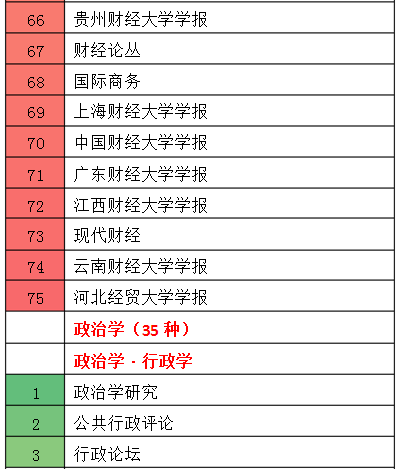 66 贵州财经大学学报
67 财经论丛
68 国际商务
69 上海财经大学学报
70 中国财经大学学报
71 广东财经大学学报
72 江西财经大学学报
73 现代财经
74 云南财经大学学报
75 河北经贸大学学报
政治学（35 种）
政治学 · 行政学
1 政治学研究
2 公共行政评论
3 行政论坛